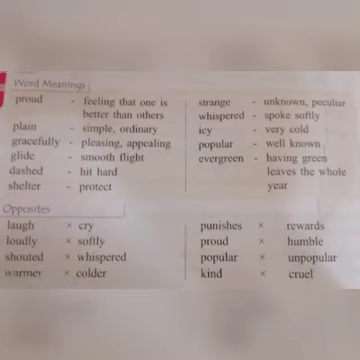 Word Meanings
proud - feeling that one is
better than others
plain - simple, ordinary
gracefully - pleasing, appealing
glide - smooth flight
dashed - hit hard
shelter - protect
strange - unknown, peculiar
whispered - spoke softly
icy - very cold
popular - well known
evergreen - having green
leaves the whole
year
Opposites
laugh × cry
loudly × softly
shouted × whispered
warmer × colder
punishes × rewards
proud × humble
popular × unpopular
kind × cruel